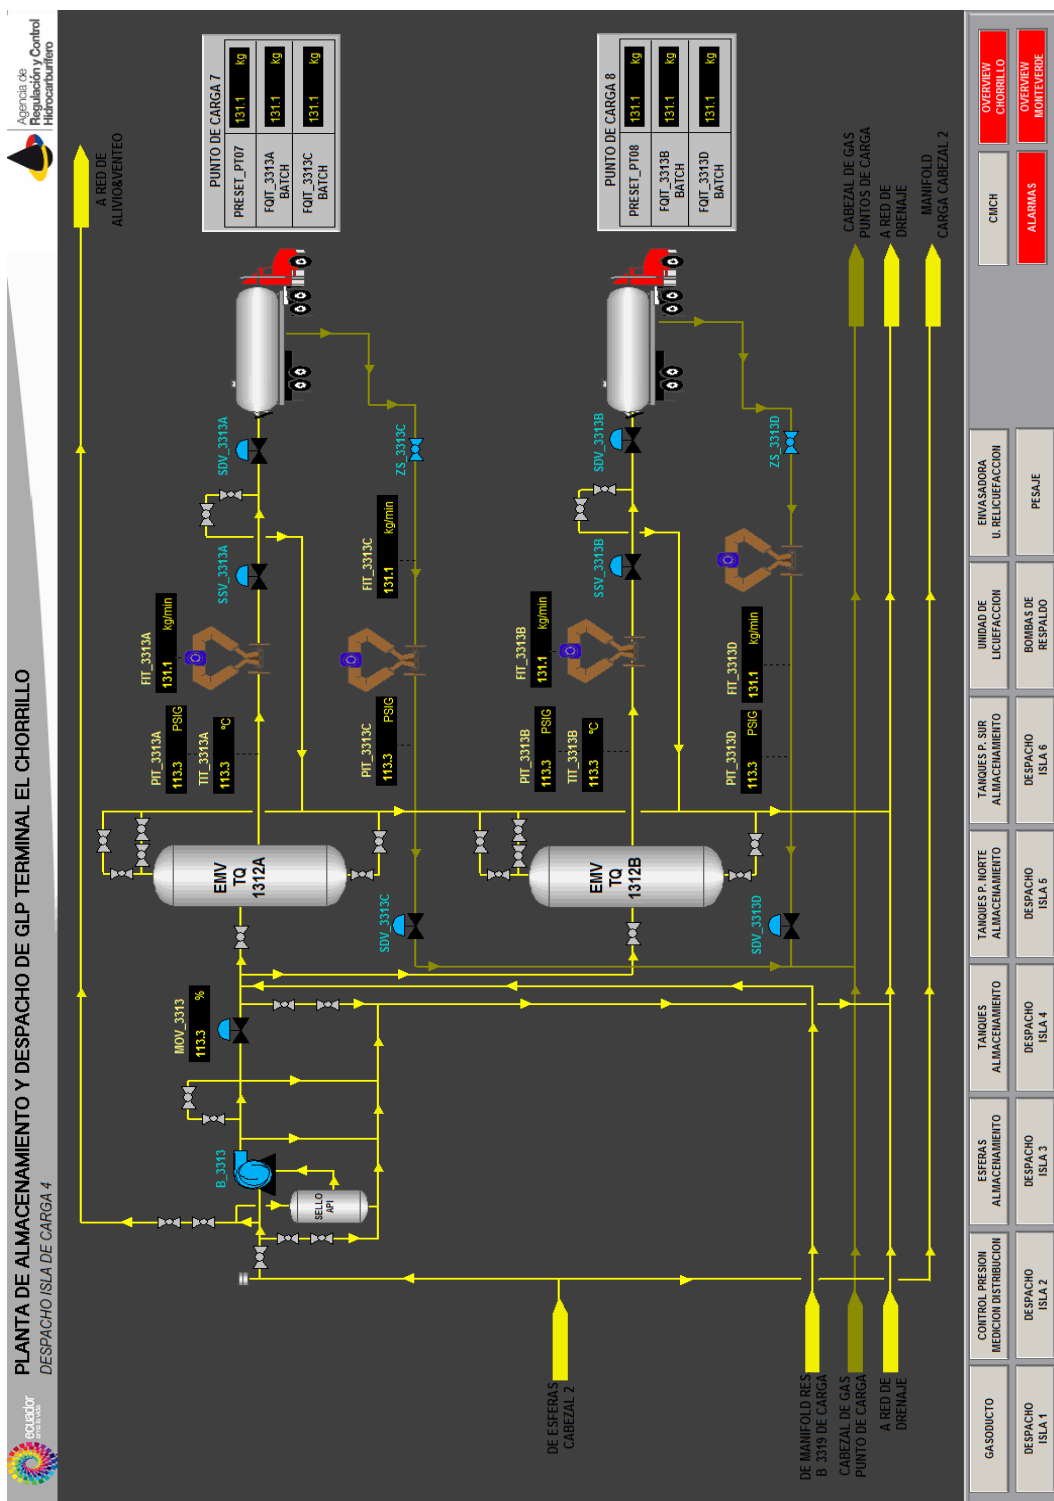 ecuador
ama la vida
PLANTA DE ALMACENAMIENTO Y DESPACHO DE GLP TERMINAL EL CHORRILLO
DESPACHO ISLA DE CARGA 4
Agencia de
Regulación y Control
Hidrocarburífero
A RED DE
ALIVIO&VENTEO
PUNTO DE CARGA 7
PRESET_PT07 131.1 kg
FQIT_3313A
BATCH 131.1 kg
FQIT_3313C
BATCH 131.1 kg
PUNTO DE CARGA 8
PRESET_PT08 131.1 kg
FQIT_3313B
BATCH 131.1 kg
FQIT_3313D
BATCH 131.1 kg
B_3313
SELLO
API
MOV_3313
113.3 %
EMV
TQ
1312A
PIT_3313A
113.3 PSIG
TIT_3313A
113.3 ºC
FIT_3313A
131.1 kg/min
SSV_3313A
SDV_3313A
SDV_3313C
PIT_3313C
113.3 PSIG
FIT_3313C
131.1 kg/min
ZS_3313C
EMV
TQ
1312B
PIT_3313B
113.3 PSIG
TIT_3313B
113.3 ºC
FIT_3313B
131.1 kg/min
SSV_3313B
SDV_3313B
SDV_3313D
PIT_3313D
113.3 PSIG
FIT_3313D
131.1 kg/min
ZS_3313D
DE ESFERAS
CABEZAL 2
DE MANIFOLD RES
B 3319 DE CARGA
CABEZAL DE GAS
PUNTO DE CARGA
A RED DE
DRENAJE
CABEZAL DE GAS
PUNTOS DE CARGA
A RED DE
DRENAJE
MANIFOLD
CARGA CABEZAL 2
GASODUCTO
CONTROL PRESION
MEDICION DISTRIBUCION
ESFERAS
ALMACENAMIENTO
TANQUES
ALMACENAMIENTO
TANQUES P. NORTE
ALMACENAMIENTO
TANQUES P. SUR
ALMACENAMIENTO
UNIDAD DE
LICUEFACCION
ENVASADORA
U. RELICUEFACCION
CMCH
OVERVIEW
CHORRILLO
DESPACHO
ISLA 1
DESPACHO
ISLA 2
DESPACHO
ISLA 3
DESPACHO
ISLA 4
DESPACHO
ISLA 5
DESPACHO
ISLA 6
BOMBAS DE
RESPALDO
PESAJE
ALARMAS
OVERVIEW
MONTEVERDE